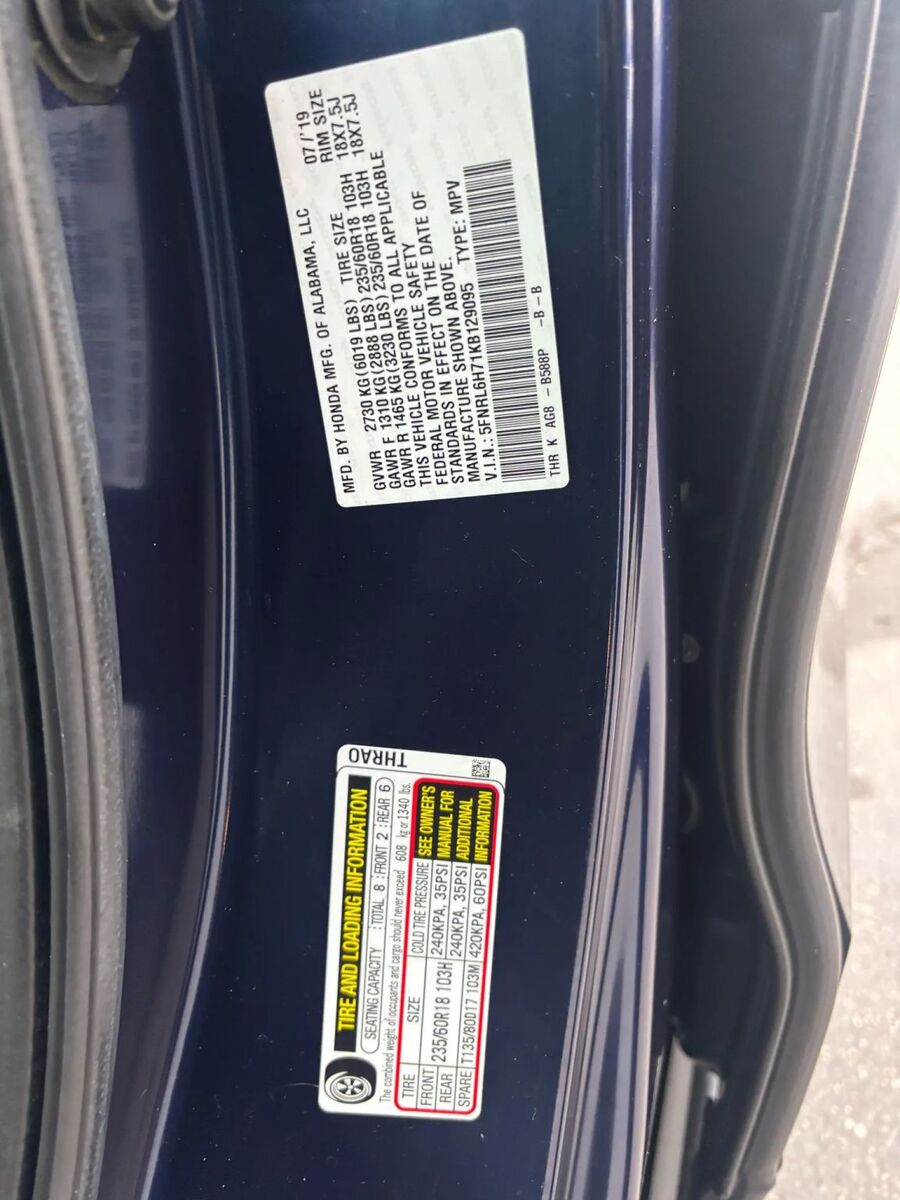 MFD. BY HONDA MFG. OF ALABAMA, LLC 07/'19
GVWR 2730 KG(6019 LBS) TIRE SIZE RIM SIZE
GAWR F 1310 KG(2888 LBS)235/60R18 103H 18X7.5J
GAWR R 1465 KG(3230 LBS)235/60R18 103H 18X7.5J
THIS VEHICLE CONFORMS TO ALL APPLICABLE
FEDERAL MOTOR VEHICLE SAFETY
STANDARDS IN EFFECT ON THE DATE OF
MANUFACTURE SHOWN ABOVE.
V.I.N.: 5FNRL6H71KB129095 TYPE: MPV
THR K AG8 - B588P -B-B
TIRE AND LOADING INFORMATION
THRA0
SEATING CAPACITY TOTAL 8 FRONT 2 REAR 6
The combined weight of occupants and cargo should never exceed 608 kg or 1340 lbs.
TIRE SIZE COLD TIRE PRESSURE SEE OWNER'S
FRONT 235/60R18 103H 240KPA, 35PSI MANUAL FOR
REAR 240KPA, 35PSI ADDITIONAL
SPARE T135/80D17 103M 420KPA, 60PSI INFORMATION